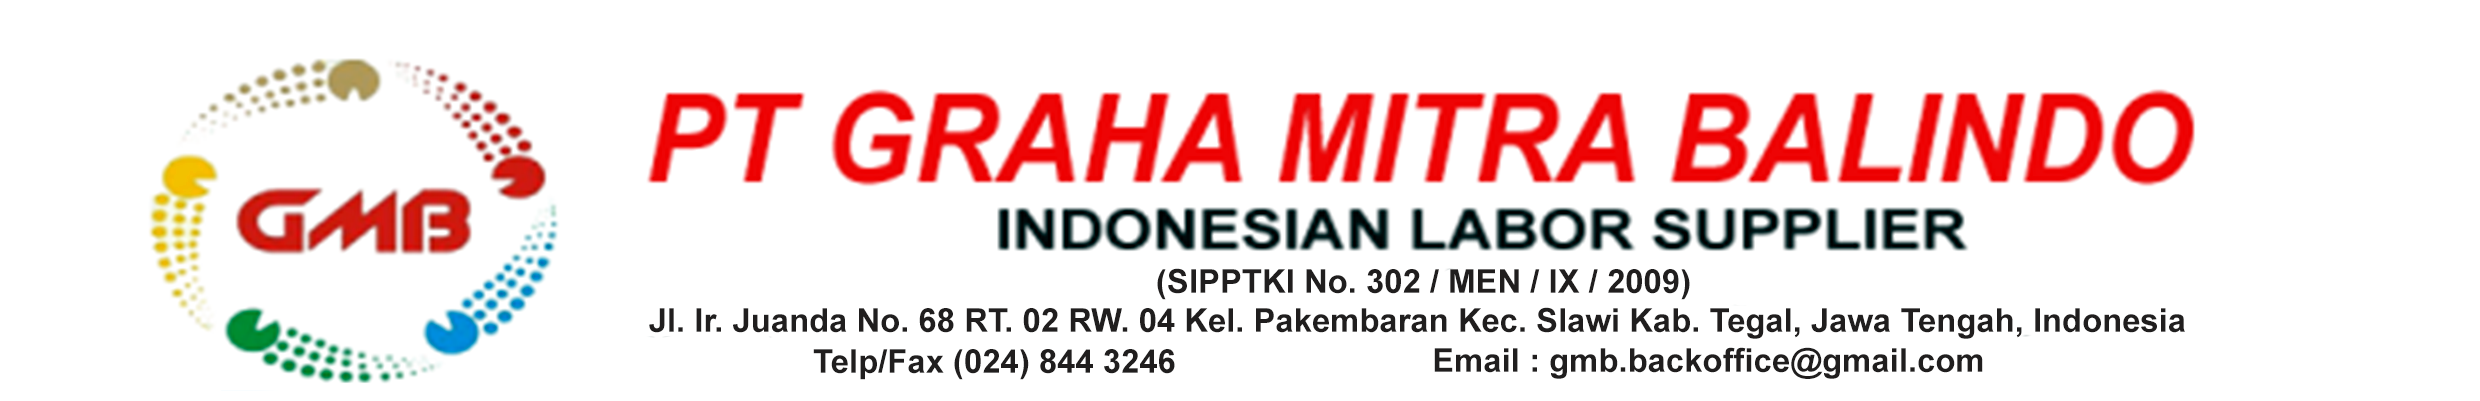 GMB
PT GRAHA MITRA BALINDO
INDONESIAN LABOR SUPPLIER
(SIPPTKI No. 302 / MEN / IX / 2009)
Jl. Ir. Juanda No. 68 RT. 02 RW. 04 Kel. Pakembaran Kec. Slawi Kab. Tegal, Jawa Tengah, Indonesia
Telp/Fax (024) 844 3246 Email : gmb.backoffice@gmail.com